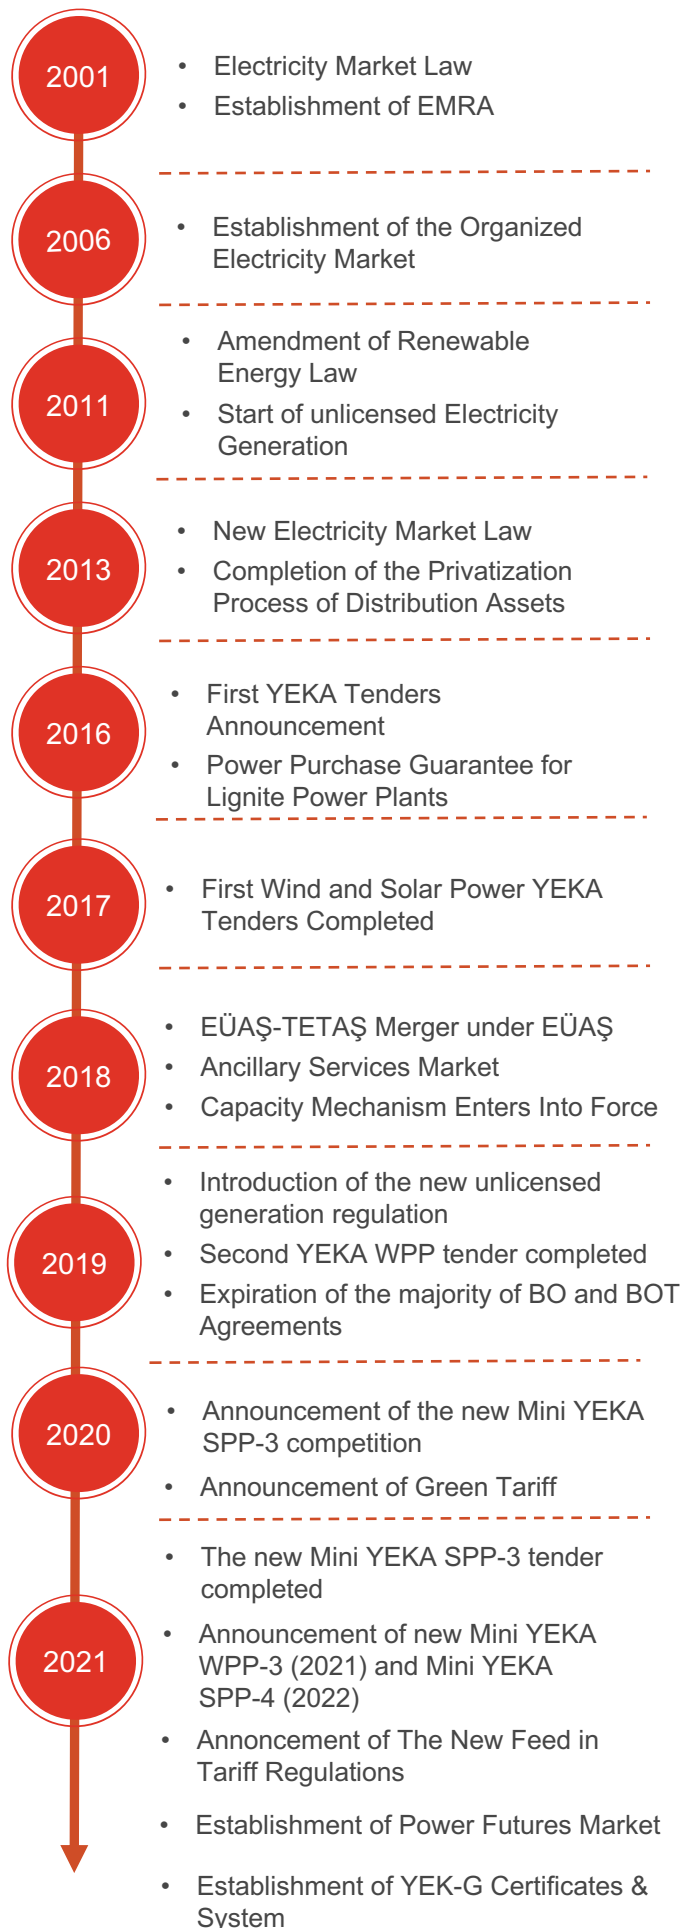 2001
• Electricity Market Law
• Establishment of EMRA
2006
• Establishment of the Organized
Electricity Market
2011
• Amendment of Renewable
Energy Law
• Start of unlicensed Electricity
Generation
2013
• New Electricity Market Law
• Completion of the Privatization
Process of Distribution Assets
2016
• First YEKA Tenders
Announcement
• Power Purchase Guarantee for
Lignite Power Plants
2017
• First Wind and Solar Power YEKA
Tenders Completed
2018
• EÜAŞ-TETAŞ Merger under EÜAŞ
• Ancillary Services Market
• Capacity Mechanism Enters Into Force
2019
• Introduction of the new unlicensed
generation regulation
• Second YEKA WPP tender completed
• Expiration of the majority of BO and BOT
Agreements
2020
• Announcement of the new Mini YEKA
SPP-3 competition
• Announcement of Green Tariff
2021
• The new Mini YEKA SPP-3 tender
completed
• Announcement of new Mini YEKA
WPP-3 (2021) and Mini YEKA
SPP-4 (2022)
• Annoncement of The New Feed in
Tariff Regulations
• Establishment of Power Futures Market
• Establishment of YEK-G Certificates &
System